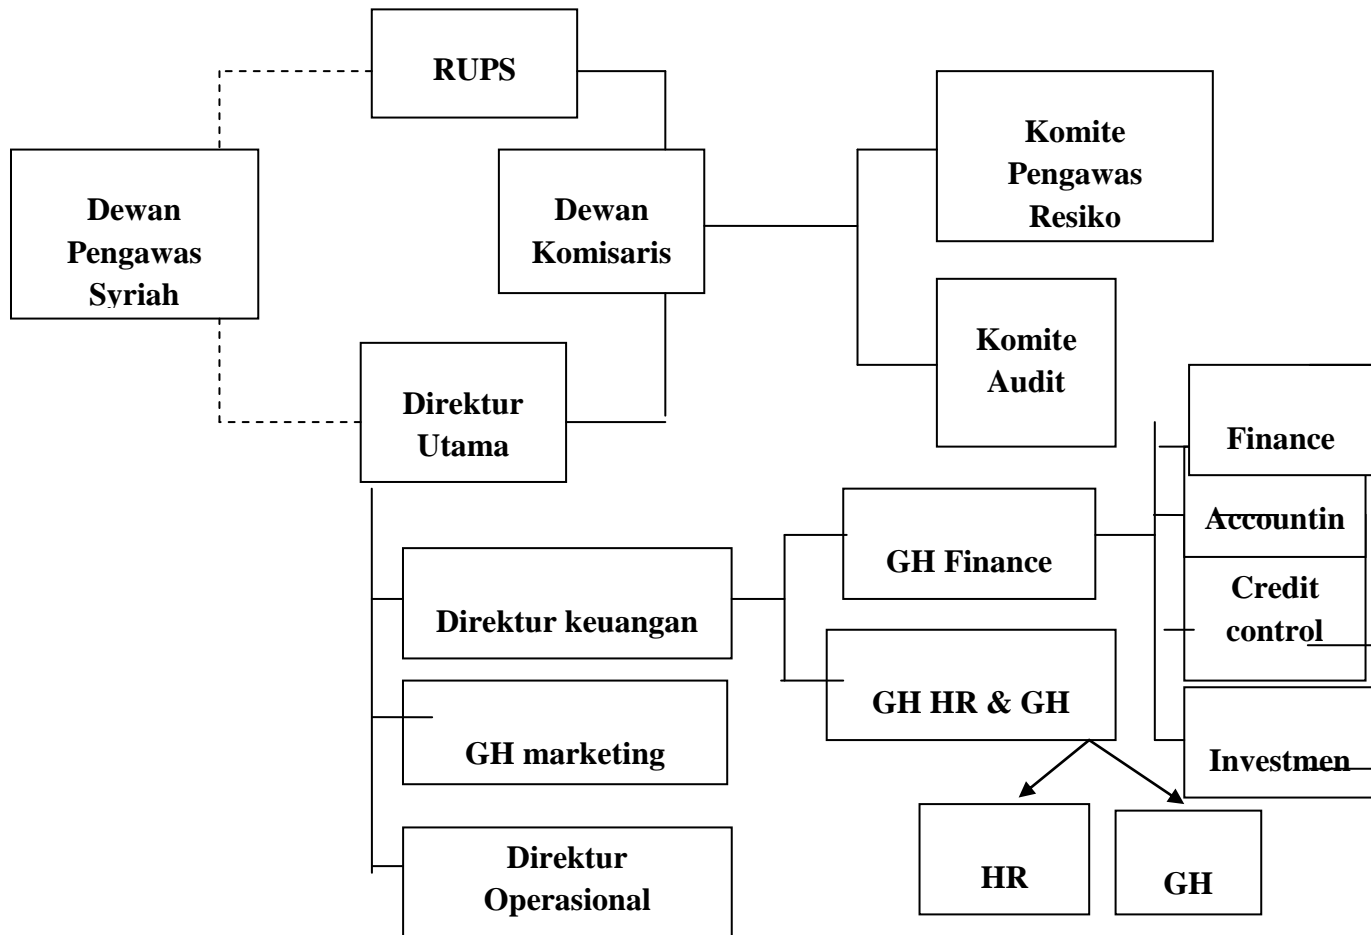 RUPS
Komite
Pengawas
Resiko
Dewan
Pengawas
Syriah
Dewan
Komisaris
Komite
Audit
Direktur
Utama
Finance
Accountin
GH Finance
Credit
control
Direktur keuangan
GH HR & GH
GH marketing
Investmen
Direktur
Operasional
HR
GH